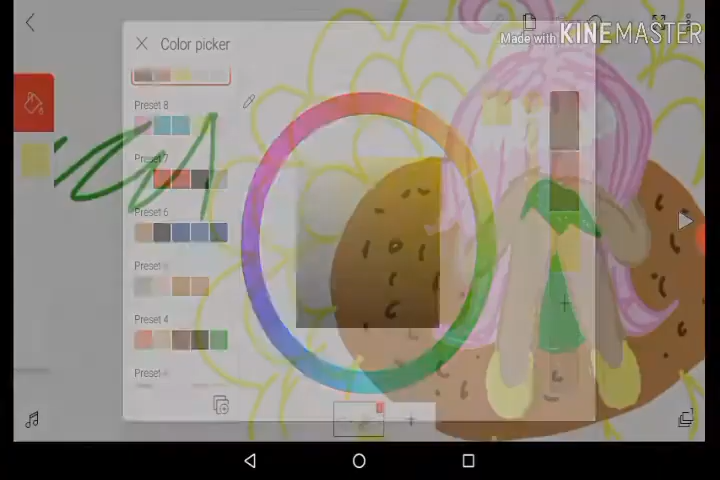 Color picker
Made with KINEMASTER
Preset 8
Preset 7
Preset 6
Preset 4